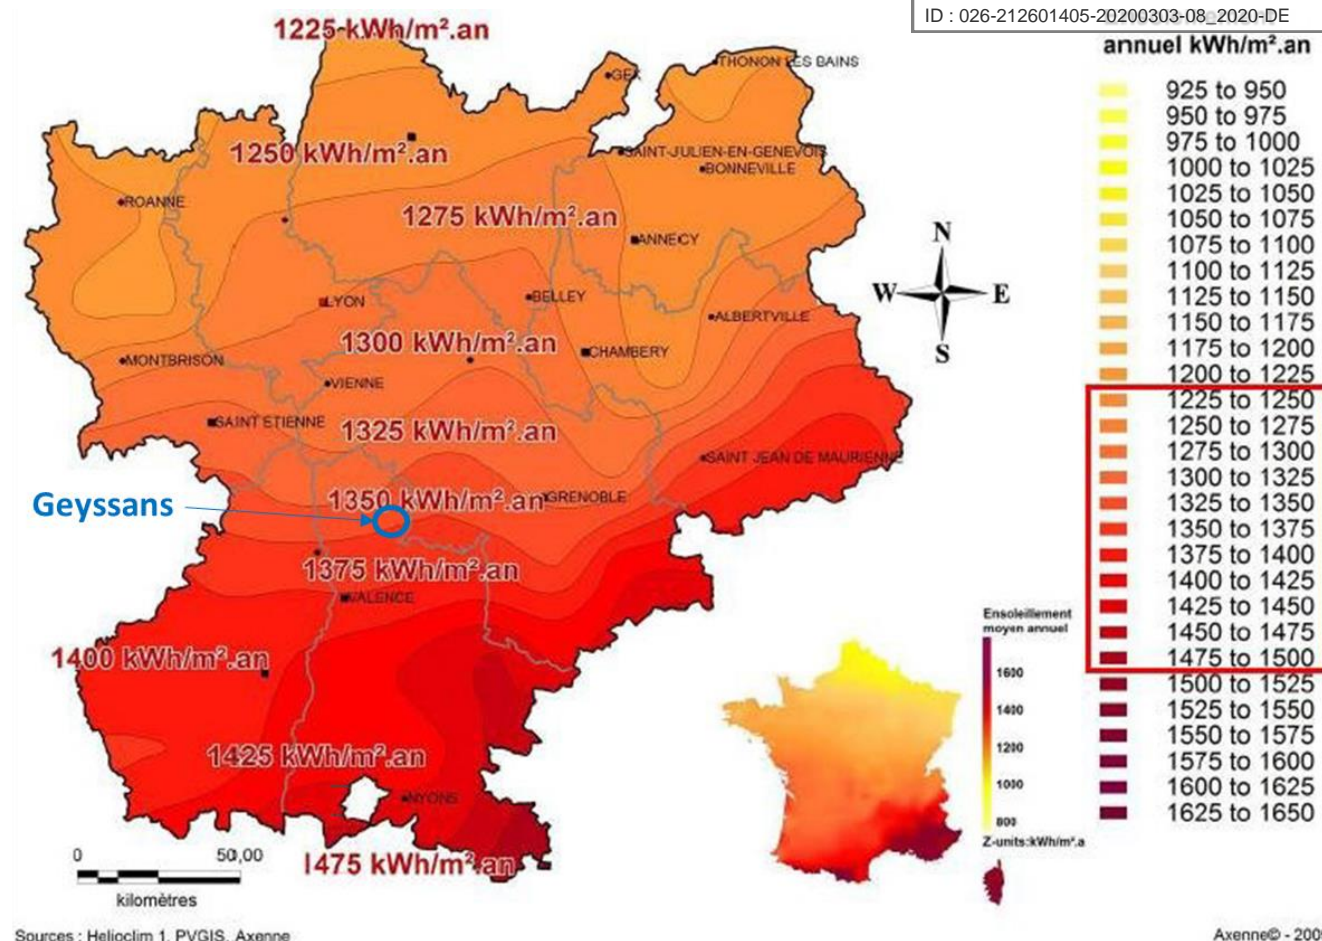 ID : 026-212601405-20200303-08_2020-DE
annuel kWh/m².an
1225 kWh/m².an
GEX
THONON LES BAINS
1250 kWh/m².an
SAINT-JULIEN-EN-GENEVOIS
BONNEVILLE
ROANNE
1275 kWh/m².an
ANNECY
LYON
BELLEY
ALBERTVILLE
1300 kWh/m².an
CHAMBERY
MONTBRISON
VIENNE
SAINT ETIENNE
1325 kWh/m².an
SAINT JEAN DE MAURIENNE
1350 kWh/m².an
GRENOBLE
Geyssans
1375 kWh/m².an
VALENCE
1400 kWh/m².an
1425 kWh/m².an
NYONS
1475 kWh/m².an
N
W
E
S
925 to 950
950 to 975
975 to 1000
1000 to 1025
1025 to 1050
1050 to 1075
1075 to 1100
1100 to 1125
1125 to 1150
1150 to 1175
1175 to 1200
1200 to 1225
1225 to 1250
1250 to 1275
1275 to 1300
1300 to 1325
1325 to 1350
1350 to 1375
1375 to 1400
1400 to 1425
1425 to 1450
1450 to 1475
1475 to 1500
1500 to 1525
1525 to 1550
1550 to 1575
1575 to 1600
1600 to 1625
1625 to 1650
Ensoleillement
moyen annuel
1600
1400
1200
1000
800
Z-units:kWh/m².a
0 50,00
kilomètres
Sources : Helioclim 1, PVGIS, Axenne
Axenne© -